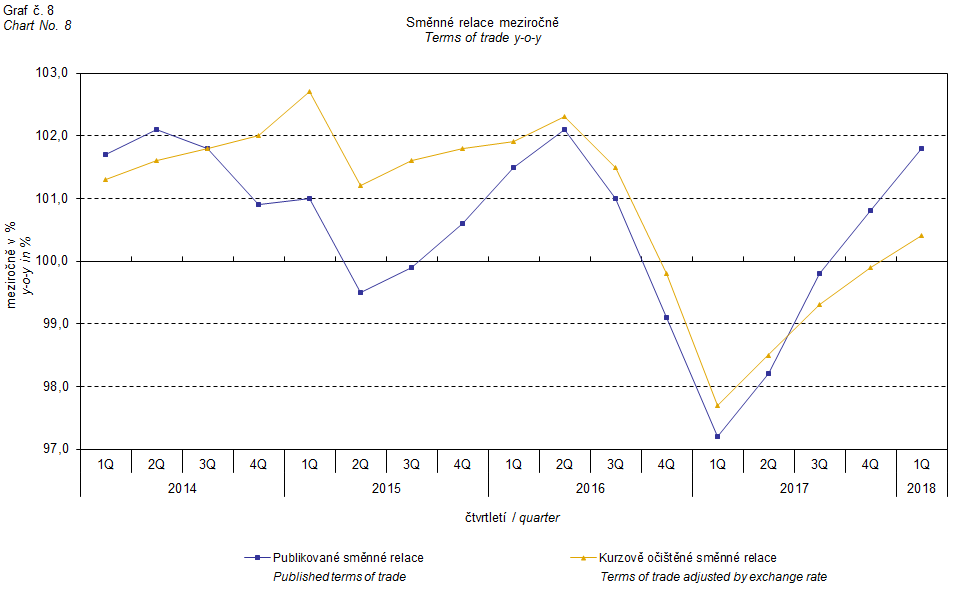 Graf č. 8
Chart No. 8
Směnné relace meziročně
Terms of trade y-o-y
meziročně v %
y-o-y in %
103,0
102,0
101,0
100,0
99,0
98,0
97,0
1Q 2Q 3Q 4Q 1Q 2Q 3Q 4Q 1Q 2Q 3Q 4Q 1Q 2Q 3Q 4Q 1Q
2014 2015 2016 2017 2018
čtvrtletí / quarter
Publikované směnné relace
Published terms of trade
Kurzově očištěné směnné relace
Terms of trade adjusted by exchange rate